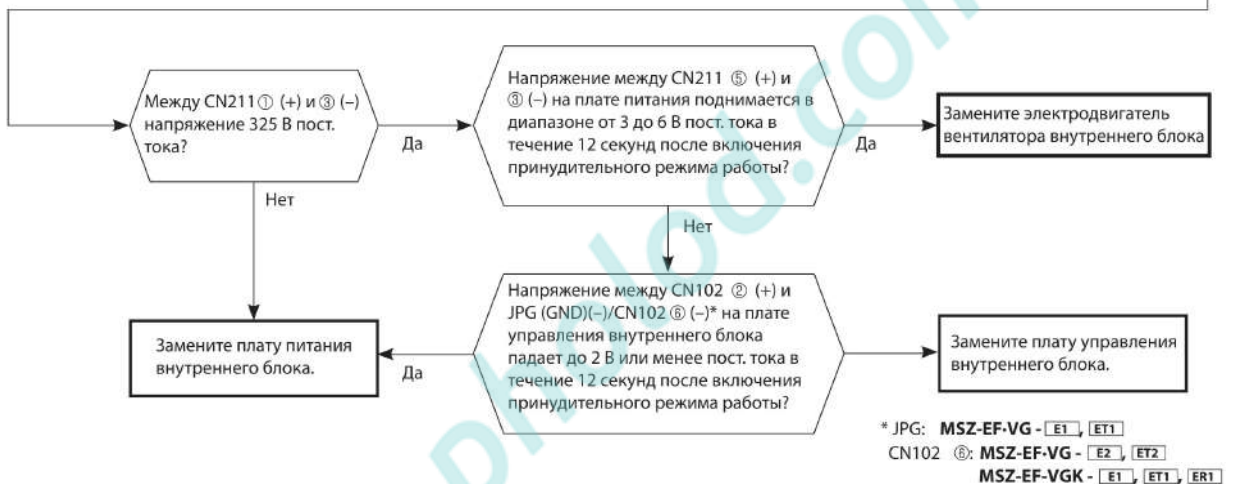 Между CN211① (+) и ③ (–)
напряжение 325 В пост.
тока?
Да
Нет
Напряжение между CN211 ⑤ (+) и
③ (–) на плате питания поднимается в
диапазоне от 3 до 6 В пост. тока в
течение 12 секунд после включения
принудительного режима работы?
Да
Нет
Замените электродвигатель
вентилятора внутреннего блока
Напряжение между CN102 ② (+) и
JPG (GND)(–)/CN102 ⑥ (–)* на плате
управления внутреннего блока
падает до 2 В или менее пост. тока в
течение 12 секунд после включения
принудительного режима работы?
Да
Замените плату питания
внутреннего блока.
Замените плату управления
внутреннего блока.
* JPG: MSZ-EF·VG - E1, ET1
CN102 ⑥: MSZ-EF·VG - E2, ET2
MSZ-EF-VGK - E1, ET1, ER1
pholod.com